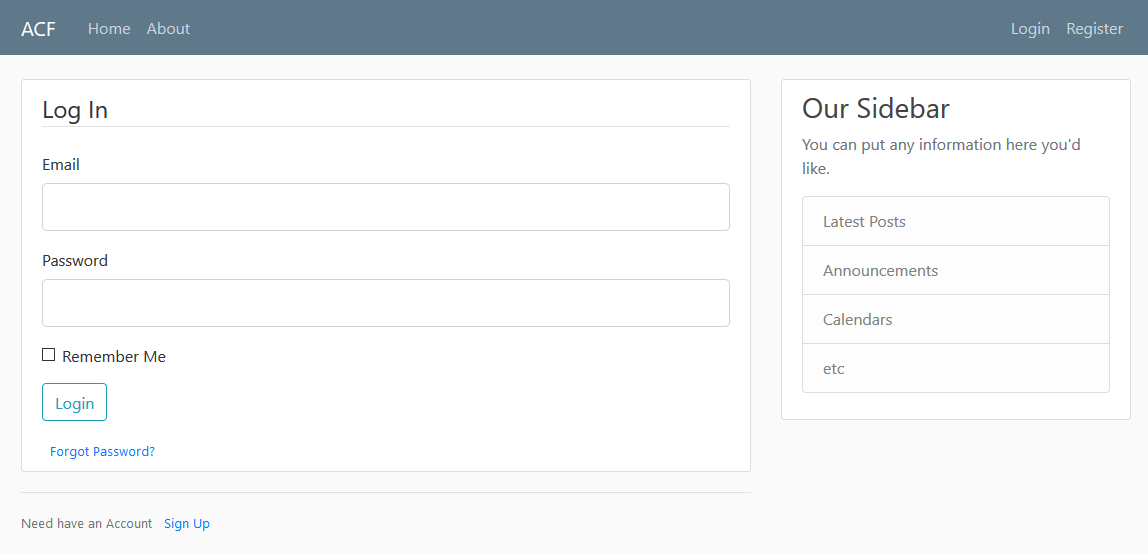 ACF Home About Login Register
Log In
Email
Password
Remember Me
Login
Forgot Password?
Need have an Account Sign Up
Our Sidebar
You can put any information here you'd
like.
Latest Posts
Announcements
Calendars
etc